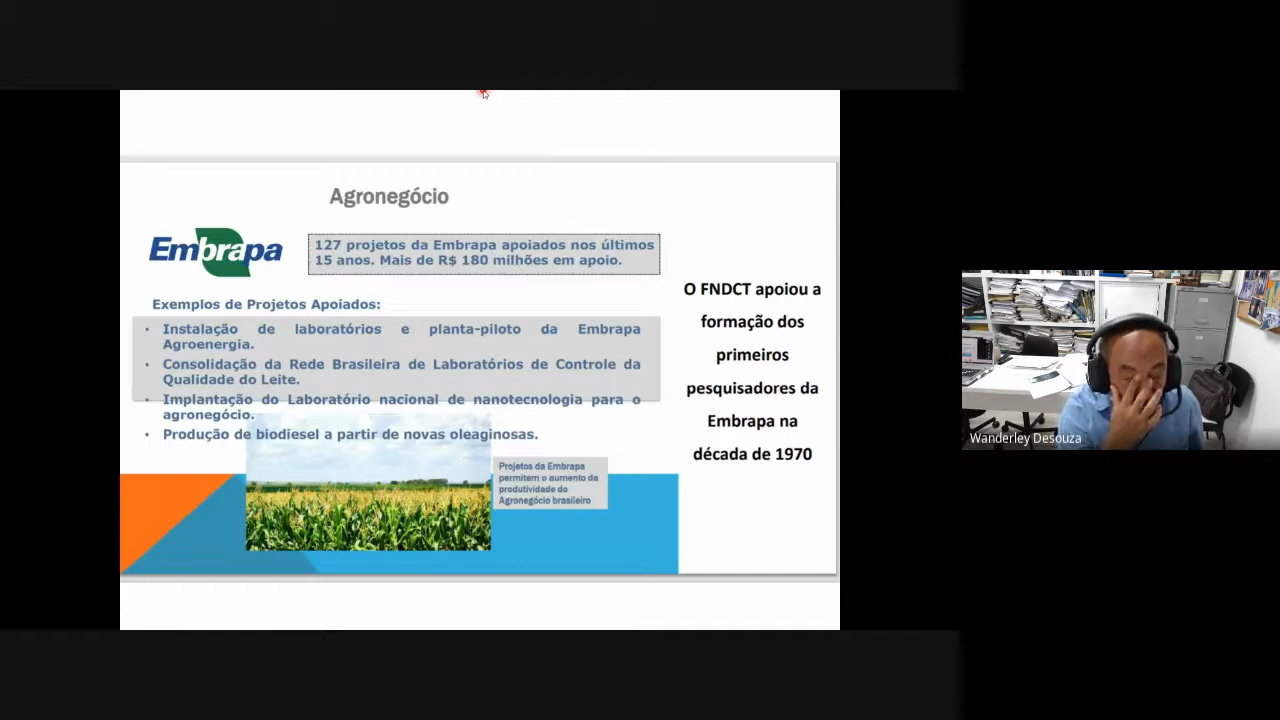 Agronegócio
Embrapa
127 projetos da Embrapa apoiados nos últimos
15 anos. Mais de R$ 180 milhões em apoio.
Exemplos de Projetos Apoiados:
• Instalação de laboratórios e planta-piloto da Embrapa
Agroenergia.
• Consolidação da Rede Brasileira de Laboratórios de Controle da
Qualidade do Leite.
• Implantação do Laboratório nacional de nanotecnologia para o
agronegócio.
• Produção de biodiesel a partir de novas oleaginosas.
Projetos da Embrapa
permitem o aumento da
produtividade do
Agronegócio brasileiro
O FNDCT apoiou a
formação dos
primeiros
pesquisadores da
Embrapa na
década de 1970
Wanderley Desouza